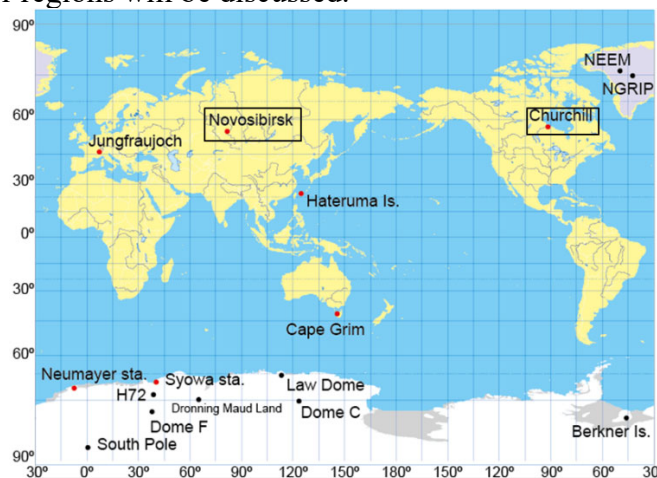 r regions will be discussed.
90º
NEEM
NGRIP
60º
Novosibirsk
Churchill
Jungfraujoch
30º
Hateruma Is.
0º
30º
Cape Grim
60º
Neumayer sta.
Syowa sta.
Law Dome
H72
Dronning Maud Land
Dome C
Dome F
Berkner Is.
South Pole
90º
30º 0º 30º 60º 90º 120º 150º 180º 150º 120º 90º 60º 30